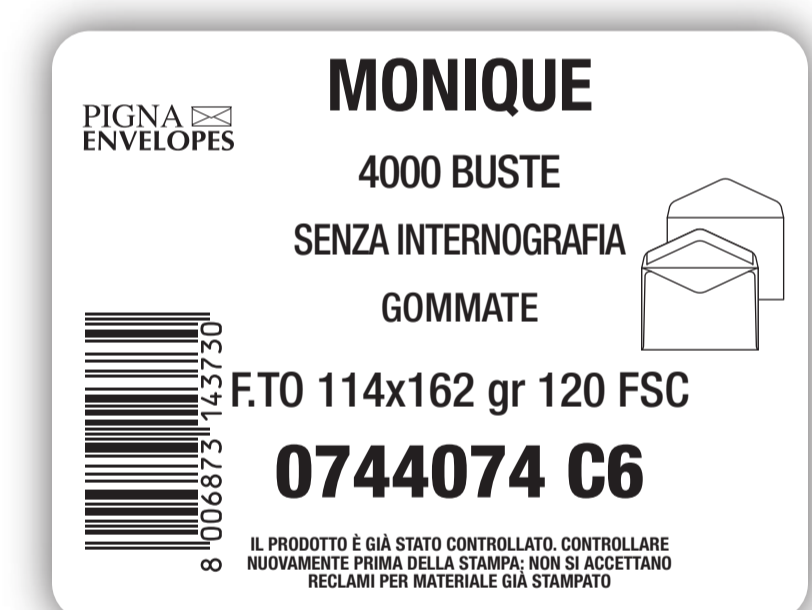 MONIQUE
PIGNA
ENVELOPES
4000 BUSTE
SENZA INTERNOGRAFIA
GOMMATE
8 006873 143730
F.TO 114x162 gr 120 FSC
0744074 C6
IL PRODOTTO È GIÀ STATO CONTROLLATO. CONTROLLARE
NUOVAMENTE PRIMA DELLA STAMPA: NON SI ACCETTANO
RECLAMI PER MATERIALE GIÀ STAMPATO